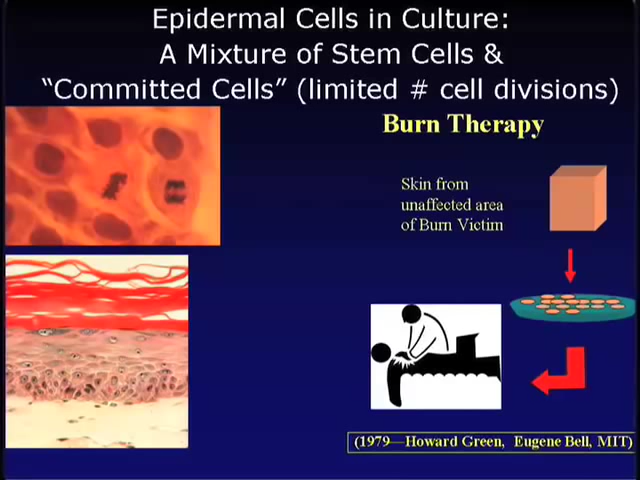 Epidermal Cells in Culture:
A Mixture of Stem Cells &
“Committed Cells” (limited # cell divisions)
Burn Therapy
Skin from
unaffected area
of Burn Victim
(1979—Howard Green, Eugene Bell, MIT)